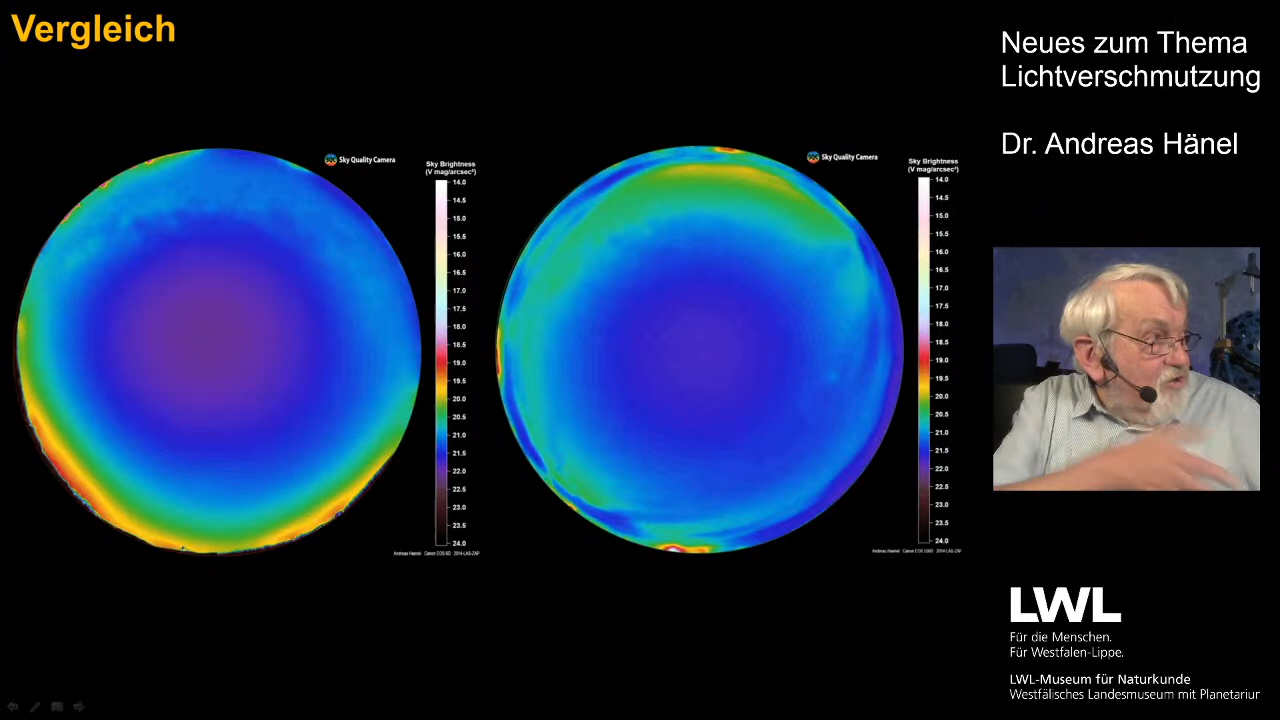 Vergleich
Neues zum Thema
Lichtverschmutzung
Dr. Andreas Hänel
Sky Quality Camera
Sky Brightness
(V mag/arcsec²)
14.0
14.5
15.0
15.5
16.0
16.5
17.0
17.5
18.0
18.5
19.0
19.5
20.0
20.5
21.0
21.5
22.0
22.5
23.0
23.5
24.0
Sky Quality Camera
Sky Brightness
(V mag/arcsec²)
14.0
14.5
15.0
15.5
16.0
16.5
17.0
17.5
18.0
18.5
19.0
19.5
20.0
20.5
21.0
21.5
22.0
22.5
23.0
23.5
24.0
LWL
Für die Menschen.
Für Westfalen-Lippe.
LWL-Museum für Naturkunde
Westfälisches Landesmuseum mit Planetariur